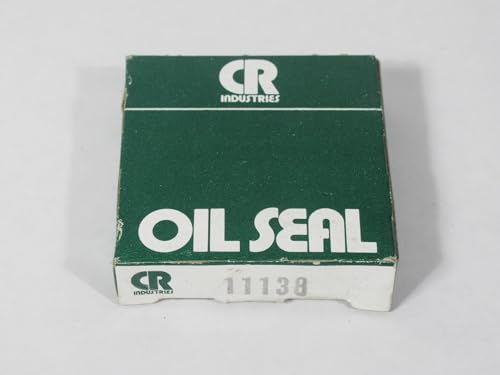 CR
INDUSTRIES
OIL SEAL
CR
INDUSTRIES
11138